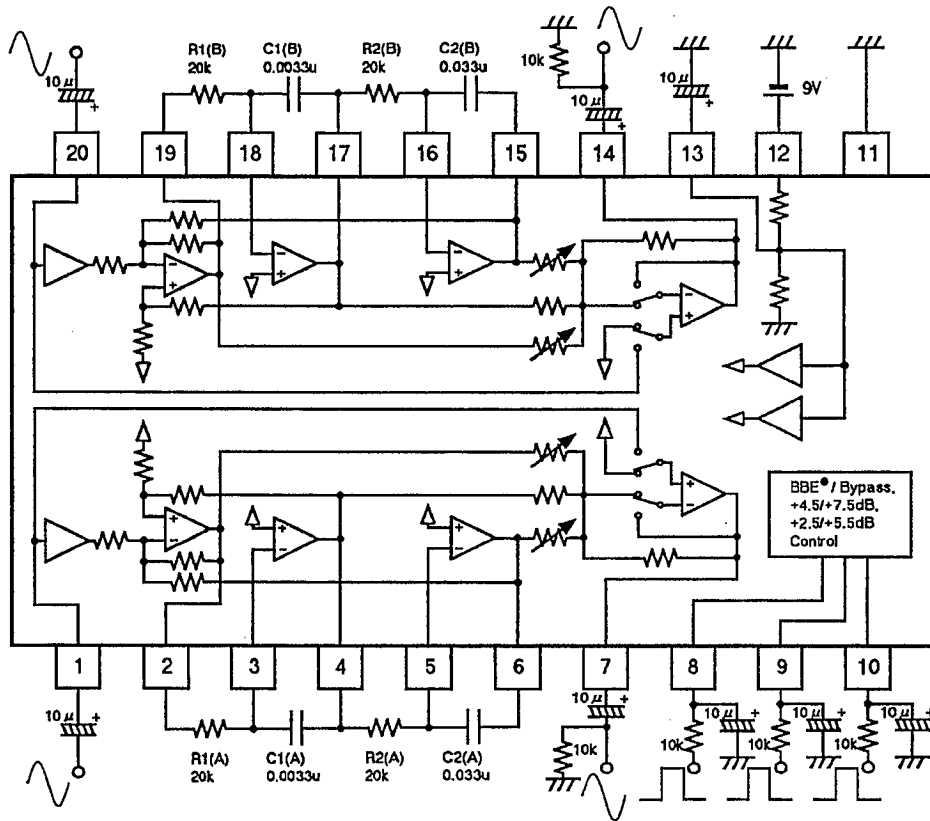 R1(B) C1(B) R2(B) C2(B)
20k 0.0033u 20k 0.033u
10k
10µ + 10µ + 10µ + 9V
20 19 18 17 16 15 14 13 12 11
- + - + - + - +
+ - + - + - + -
BBE® / Bypass,
+4.5/+7.5dB,
+2.5/+5.5dB
Control
1 2 3 4 5 6 7 8 9 10
10µ + 10µ + 10µ + 10µ + 10µ +
R1(A) C1(A) R2(A) C2(A)
20k 0.0033u 20k 0.033u
10k 10k 10k 10k